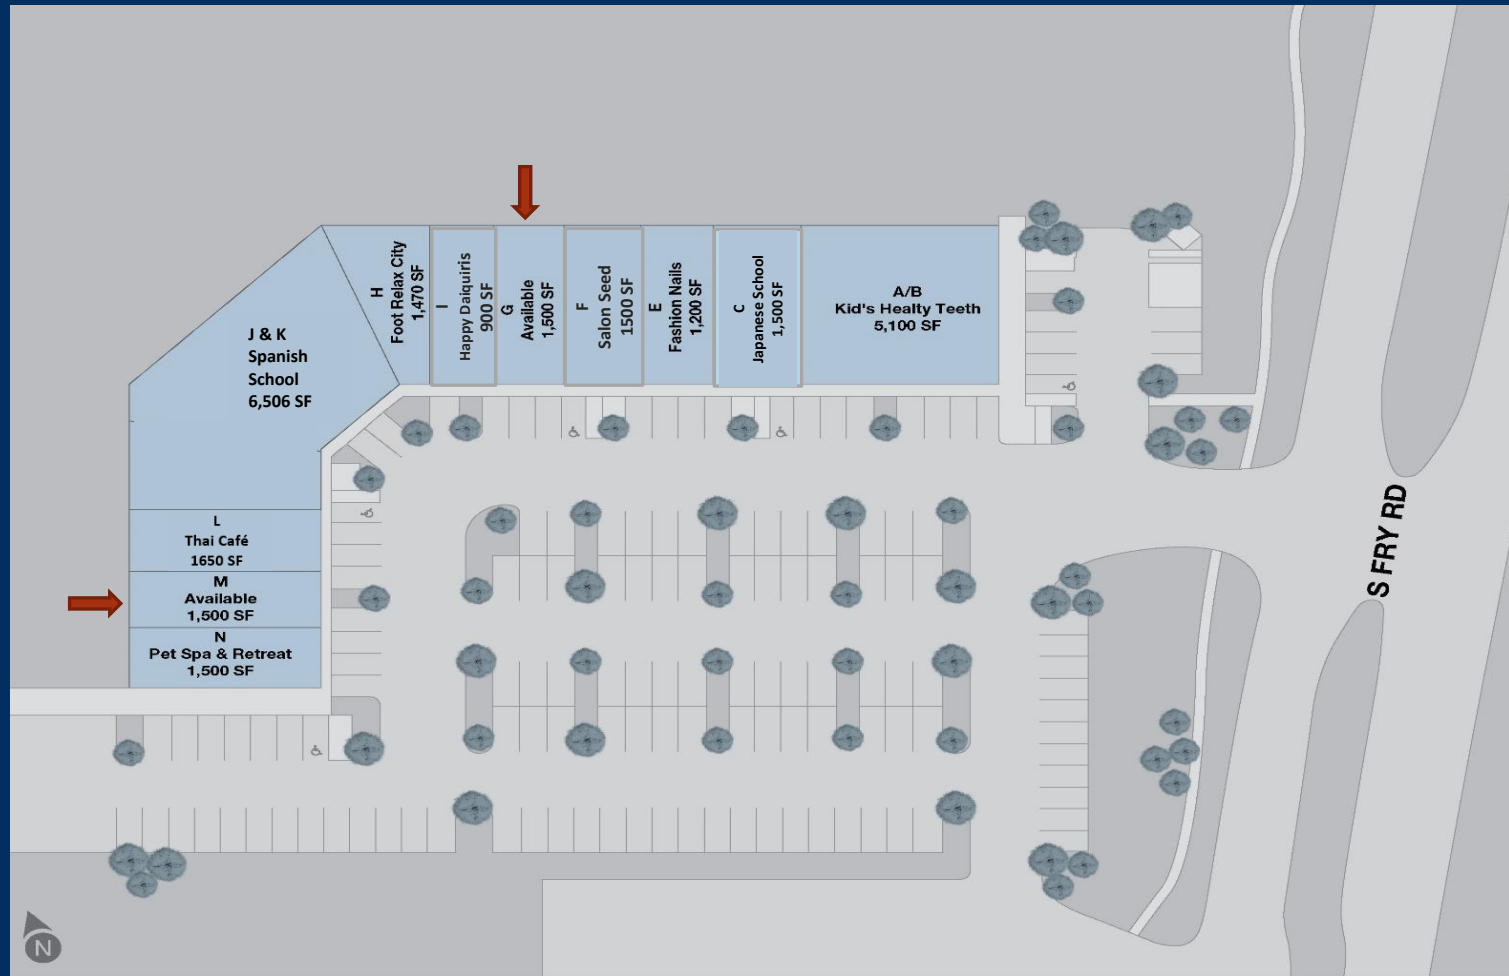 H
Foot Relax City
1,470 SF
I
Happy Daiquiris
900 SF
G
Available
1,500 SF
F
Salon Seed
1500 SF
E
Fashion Nails
1,200 SF
C
Japanese School
1,500 SF
A/B
Kid's Healty Teeth
5,100 SF
J & K
Spanish
School
6,506 SF
L
Thai Café
1650 SF
M
Available
1,500 SF
N
Pet Spa & Retreat
1,500 SF
S FRY RD
N